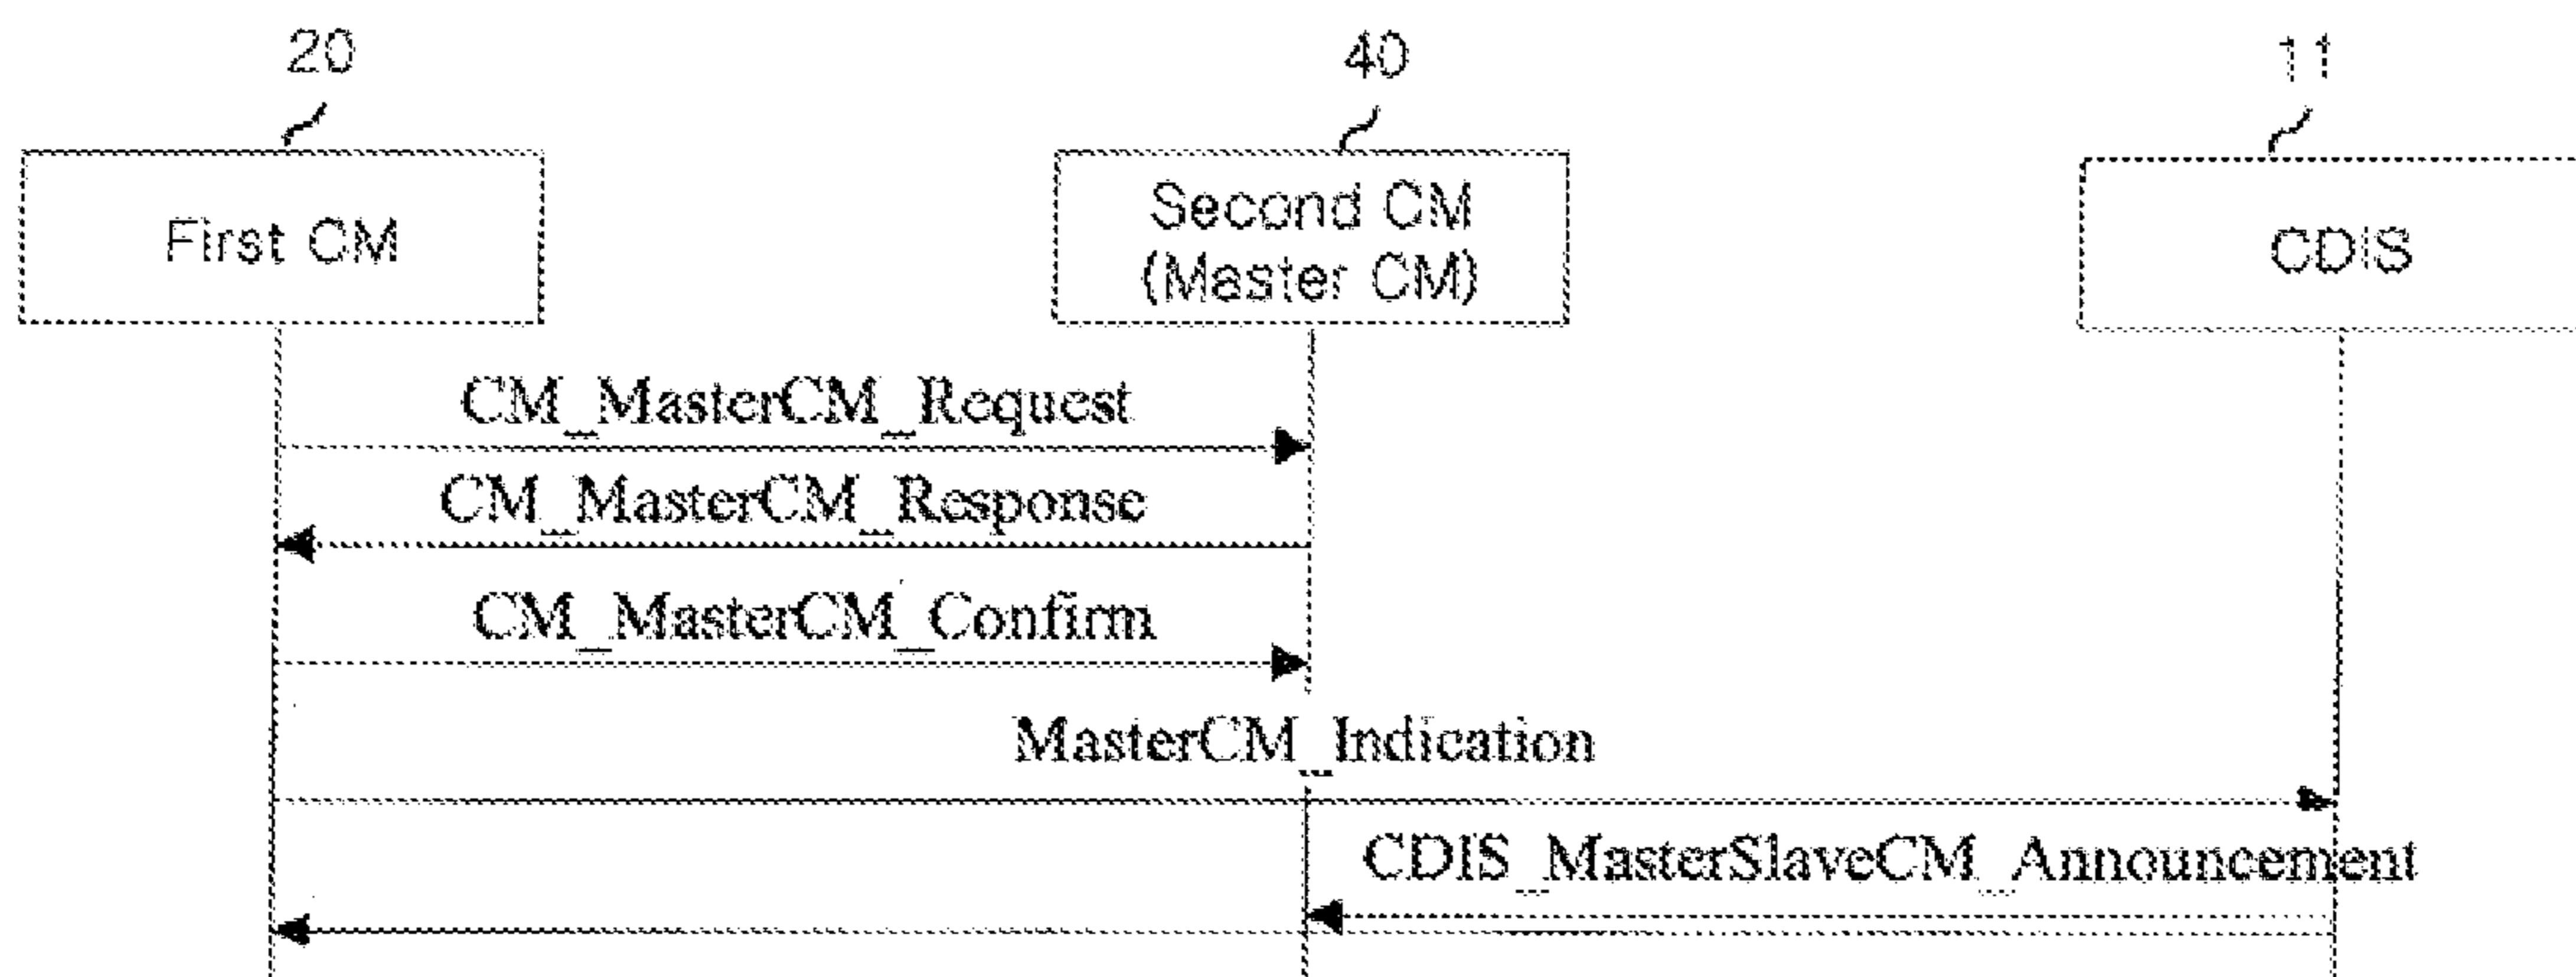 20
40
11
First CM
Second CM
(Master CM)
CDIS
CM_MasterCM_Request
CM_MasterCM_Response
CM_MasterCM_Confirm
MasterCM_Indication
CDIS_MasterSlaveCM_Announcement